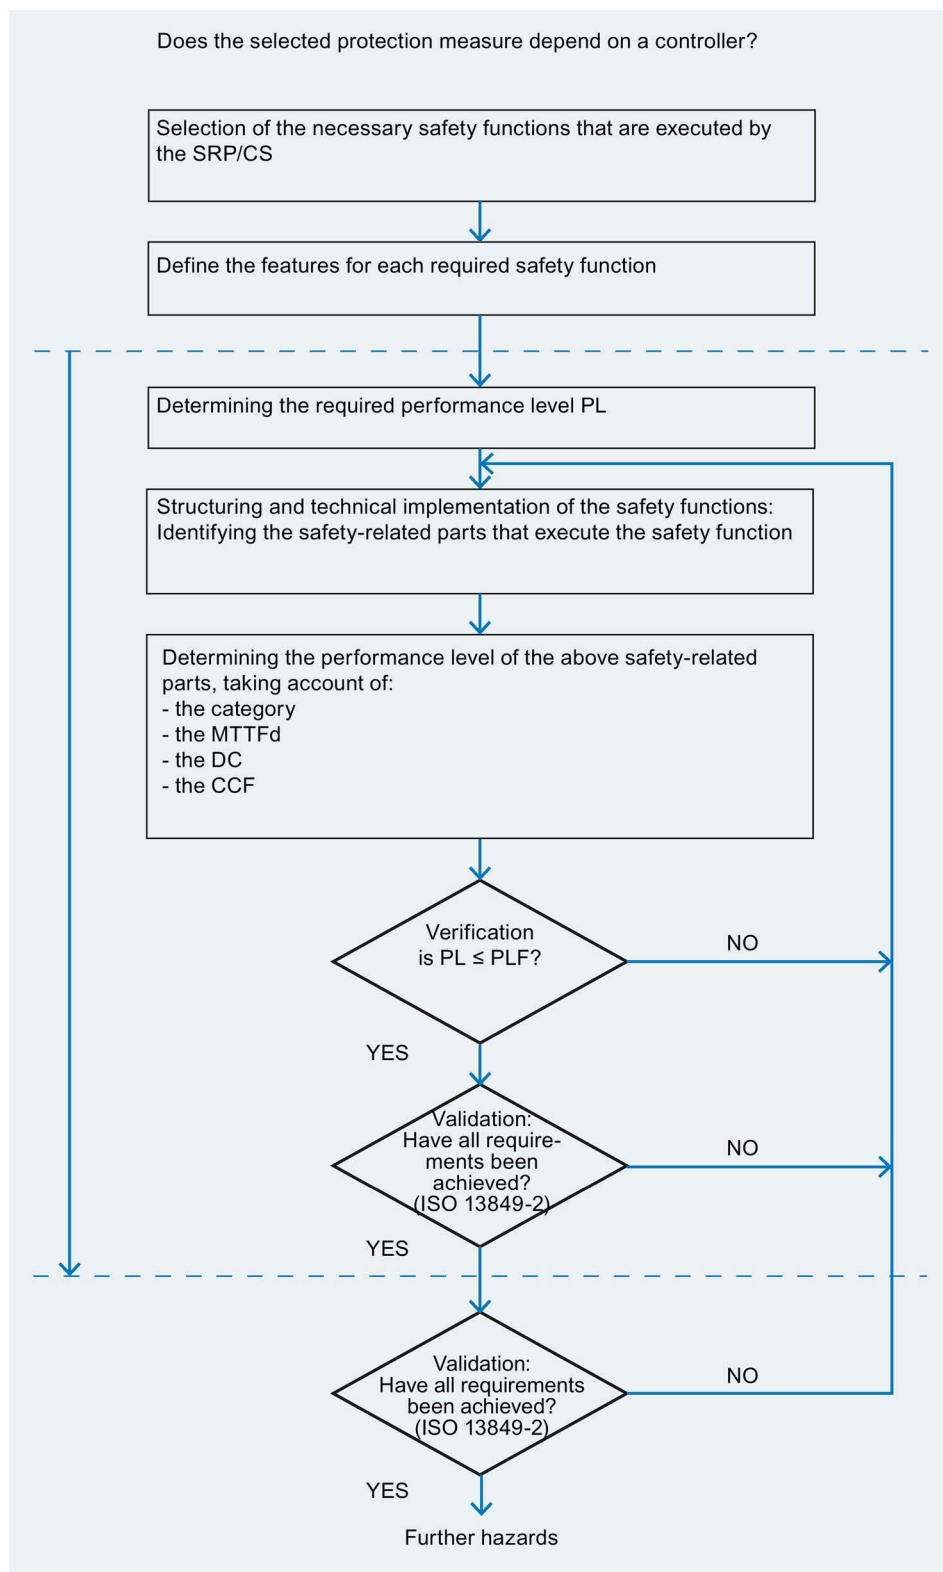 Does the selected protection measure depend on a controller?
Selection of the necessary safety functions that are executed by
the SRP/CS
Define the features for each required safety function
Determining the required performance level PL
Structuring and technical implementation of the safety functions:
Identifying the safety-related parts that execute the safety function
Determining the performance level of the above safety-related
parts, taking account of:
- the category
- the MTTFd
- the DC
- the CCF
Verification
is PL ≤ PLF?
NO
YES
Validation:
Have all require-
ments been
achieved?
(ISO 13849-2)
NO
YES
Validation:
Have all requirements
been achieved?
(ISO 13849-2)
NO
YES
Further hazards